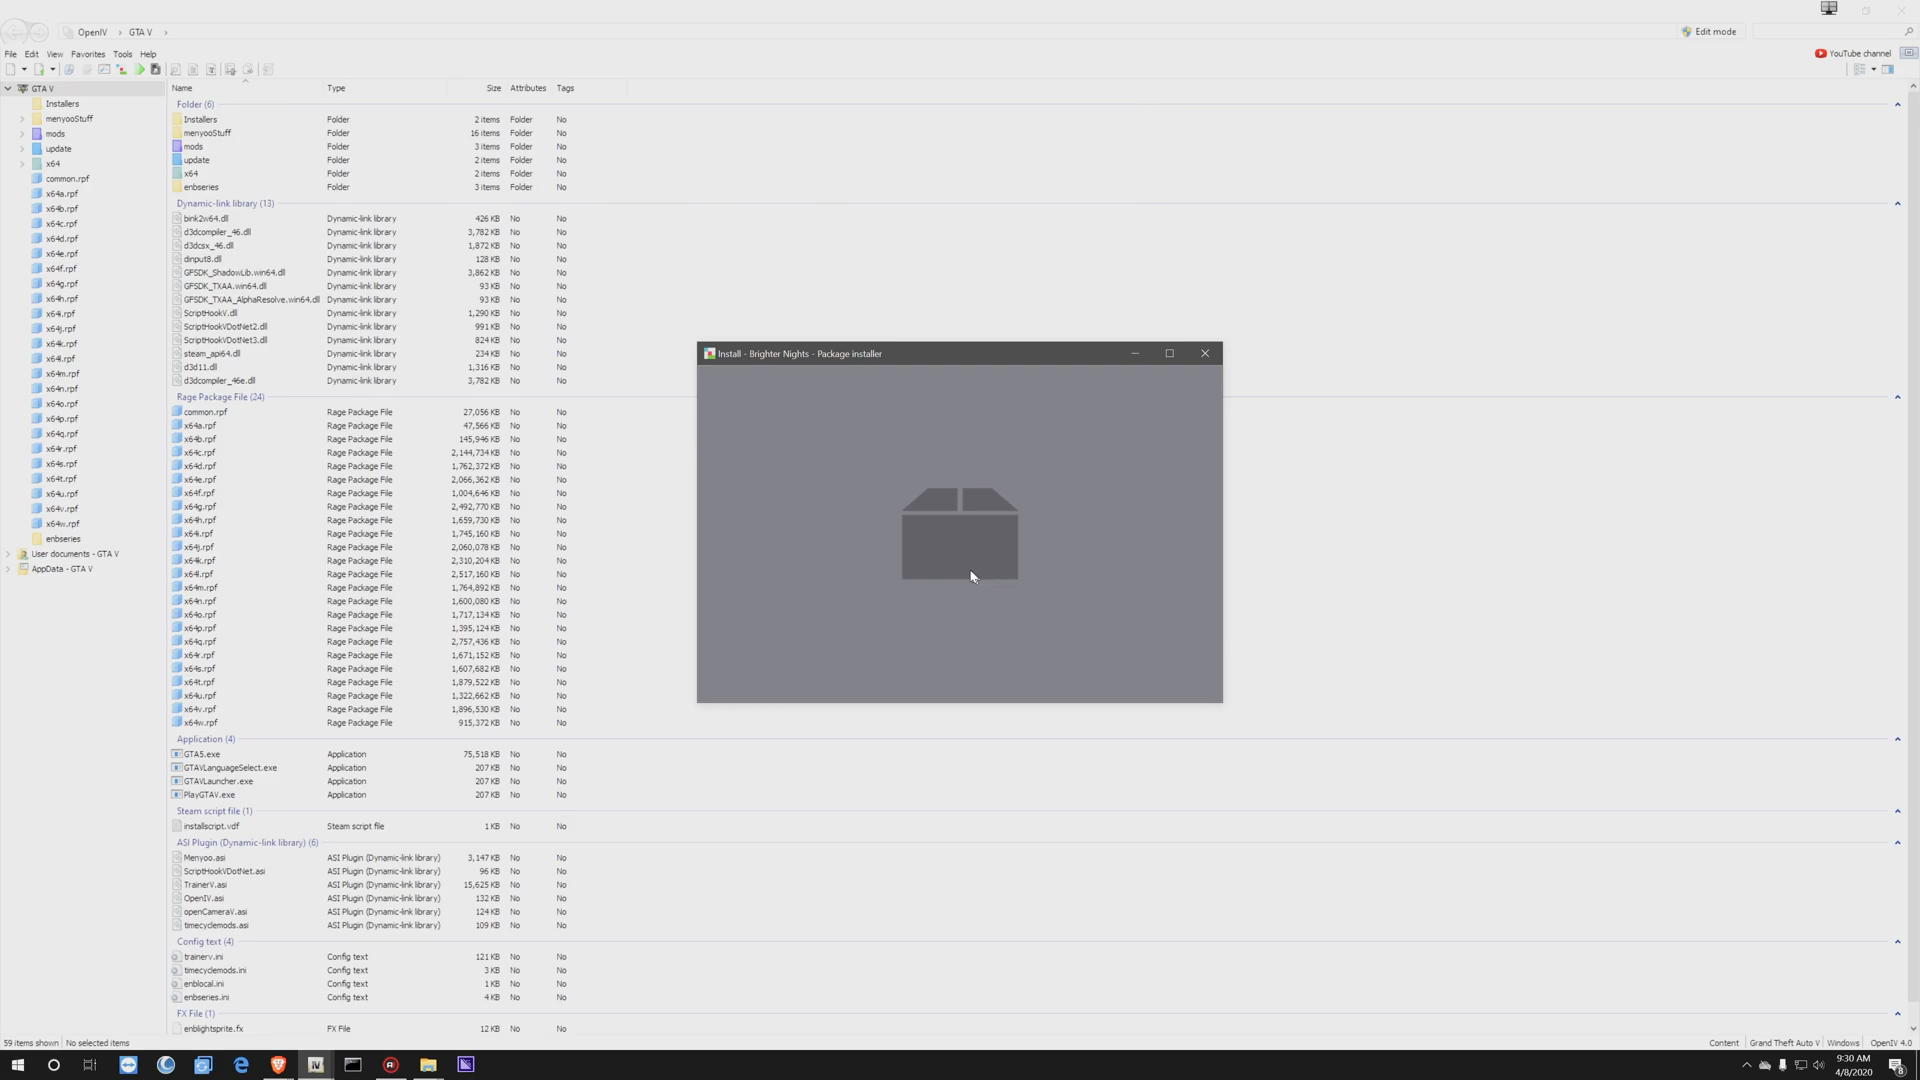 OpenIV > GTA V >
Edit mode
File Edit View Favorites Tools Help
YouTube channel
GTA V
Installers
menyooStuff
mods
update
x64
common.rpf
x64a.rpf
x64b.rpf
x64c.rpf
x64d.rpf
x64e.rpf
x64f.rpf
x64g.rpf
x64h.rpf
x64i.rpf
x64j.rpf
x64k.rpf
x64l.rpf
x64m.rpf
x64n.rpf
x64o.rpf
x64p.rpf
x64q.rpf
x64r.rpf
x64s.rpf
x64t.rpf
x64u.rpf
x64v.rpf
x64w.rpf
enbseries
User documents - GTA V
AppData - GTA V
Name Type Size Attributes Tags
Folder (6)
Installers Folder 2 items Folder No
menyooStuff Folder 16 items Folder No
mods Folder 3 items Folder No
update Folder 2 items Folder No
x64 Folder 2 items Folder No
enbseries Folder 3 items Folder No
Dynamic-link library (13)
bink2w64.dll Dynamic-link library 426 KB No No
d3dcompiler_46.dll Dynamic-link library 3,782 KB No No
d3dcsx_46.dll Dynamic-link library 1,872 KB No No
dinput8.dll Dynamic-link library 128 KB No No
GFSDK_ShadowLib.win64.dll Dynamic-link library 3,862 KB No No
GFSDK_TXAA.win64.dll Dynamic-link library 93 KB No No
GFSDK_TXAA_AlphaResolve.win64.dll Dynamic-link library 93 KB No No
ScriptHookV.dll Dynamic-link library 1,290 KB No No
ScriptHookVDotNet2.dll Dynamic-link library 991 KB No No
ScriptHookVDotNet3.dll Dynamic-link library 824 KB No No
steam_api64.dll Dynamic-link library 234 KB No No
d3d11.dll Dynamic-link library 1,316 KB No No
d3dcompiler_46e.dll Dynamic-link library 3,782 KB No No
Rage Package File (24)
common.rpf Rage Package File 27,056 KB No No
x64a.rpf Rage Package File 47,566 KB No No
x64b.rpf Rage Package File 145,946 KB No No
x64c.rpf Rage Package File 2,144,734 KB No No
x64d.rpf Rage Package File 1,762,372 KB No No
x64e.rpf Rage Package File 2,066,362 KB No No
x64f.rpf Rage Package File 1,004,646 KB No No
x64g.rpf Rage Package File 2,492,770 KB No No
x64h.rpf Rage Package File 1,659,730 KB No No
x64i.rpf Rage Package File 1,745,160 KB No No
x64j.rpf Rage Package File 2,060,078 KB No No
x64k.rpf Rage Package File 2,310,204 KB No No
x64l.rpf Rage Package File 2,517,160 KB No No
x64m.rpf Rage Package File 1,764,892 KB No No
x64n.rpf Rage Package File 1,600,080 KB No No
x64o.rpf Rage Package File 1,717,134 KB No No
x64p.rpf Rage Package File 1,395,124 KB No No
x64q.rpf Rage Package File 2,757,436 KB No No
x64r.rpf Rage Package File 1,671,152 KB No No
x64s.rpf Rage Package File 1,607,682 KB No No
x64t.rpf Rage Package File 1,879,522 KB No No
x64u.rpf Rage Package File 1,322,662 KB No No
x64v.rpf Rage Package File 1,896,530 KB No No
x64w.rpf Rage Package File 915,372 KB No No
Application (4)
GTA5.exe Application 75,518 KB No No
GTAVLanguageSelect.exe Application 207 KB No No
GTAVLauncher.exe Application 207 KB No No
PlayGTAV.exe Application 207 KB No No
Steam script file (1)
installscript.vdf Steam script file 1 KB No No
ASI Plugin (Dynamic-link library) (6)
Menyoo.asi ASI Plugin (Dynamic-link library) 3,147 KB No No
ScriptHookVDotNet.asi ASI Plugin (Dynamic-link library) 96 KB No No
TrainerV.asi ASI Plugin (Dynamic-link library) 15,625 KB No No
OpenIV.asi ASI Plugin (Dynamic-link library) 132 KB No No
openCameraV.asi ASI Plugin (Dynamic-link library) 124 KB No No
timecyclemods.asi ASI Plugin (Dynamic-link library) 109 KB No No
Config text (4)
trainerv.ini Config text 121 KB No No
timecyclemods.ini Config text 3 KB No No
enblocal.ini Config text 1 KB No No
enbseries.ini Config text 4 KB No No
FX File (1)
enblightsprite.fx FX File 12 KB No No
Install - Brighter Nights - Package installer
59 items shown No selected items
Content Grand Theft Auto V Windows OpenIV 4.0
IV
9:30 AM
4/8/2020
8